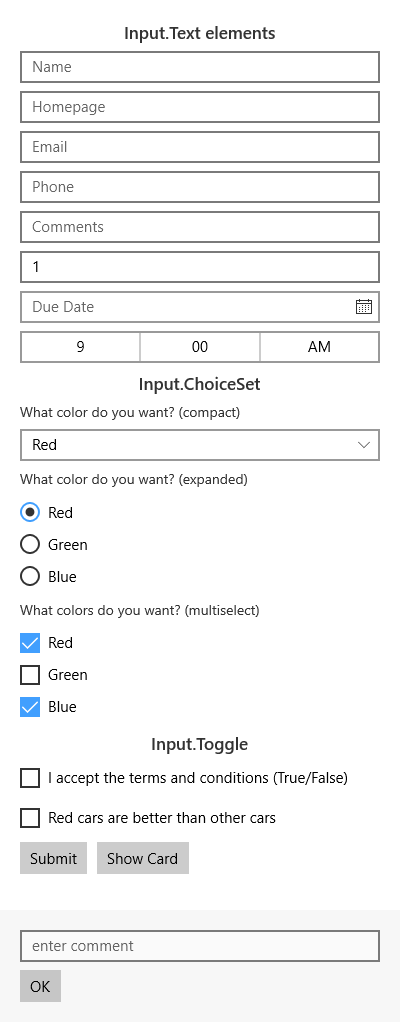 Input.Text elements
Name
Homepage
Email
Phone
Comments
1
Due Date
9 00 AM
Input.ChoiceSet
What color do you want? (compact)
Red
What color do you want? (expanded)
Red
Green
Blue
What colors do you want? (multiselect)
Red
Green
Blue
Input.Toggle
I accept the terms and conditions (True/False)
Red cars are better than other cars
Submit Show Card
enter comment
OK